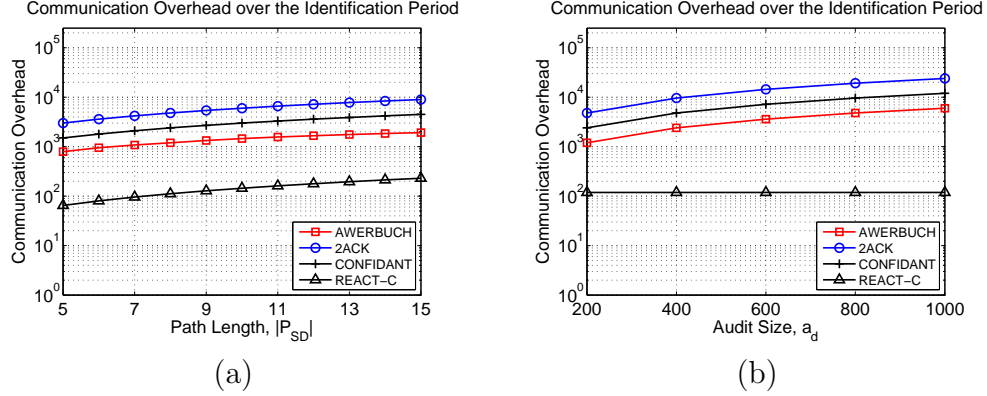 Communication Overhead over the Identification Period
Communication Overhead
10^5
10^4
10^3
10^2
10^1
10^0
5 7 9 11 13 15
Path Length, |P_SD|
AWERBUCH
2ACK
CONFIDANT
REACT-C
(a)
Communication Overhead over the Identification Period
Communication Overhead
10^5
10^4
10^3
10^2
10^1
10^0
200 400 600 800 1000
Audit Size, a_d
AWERBUCH
2ACK
CONFIDANT
REACT-C
(b)